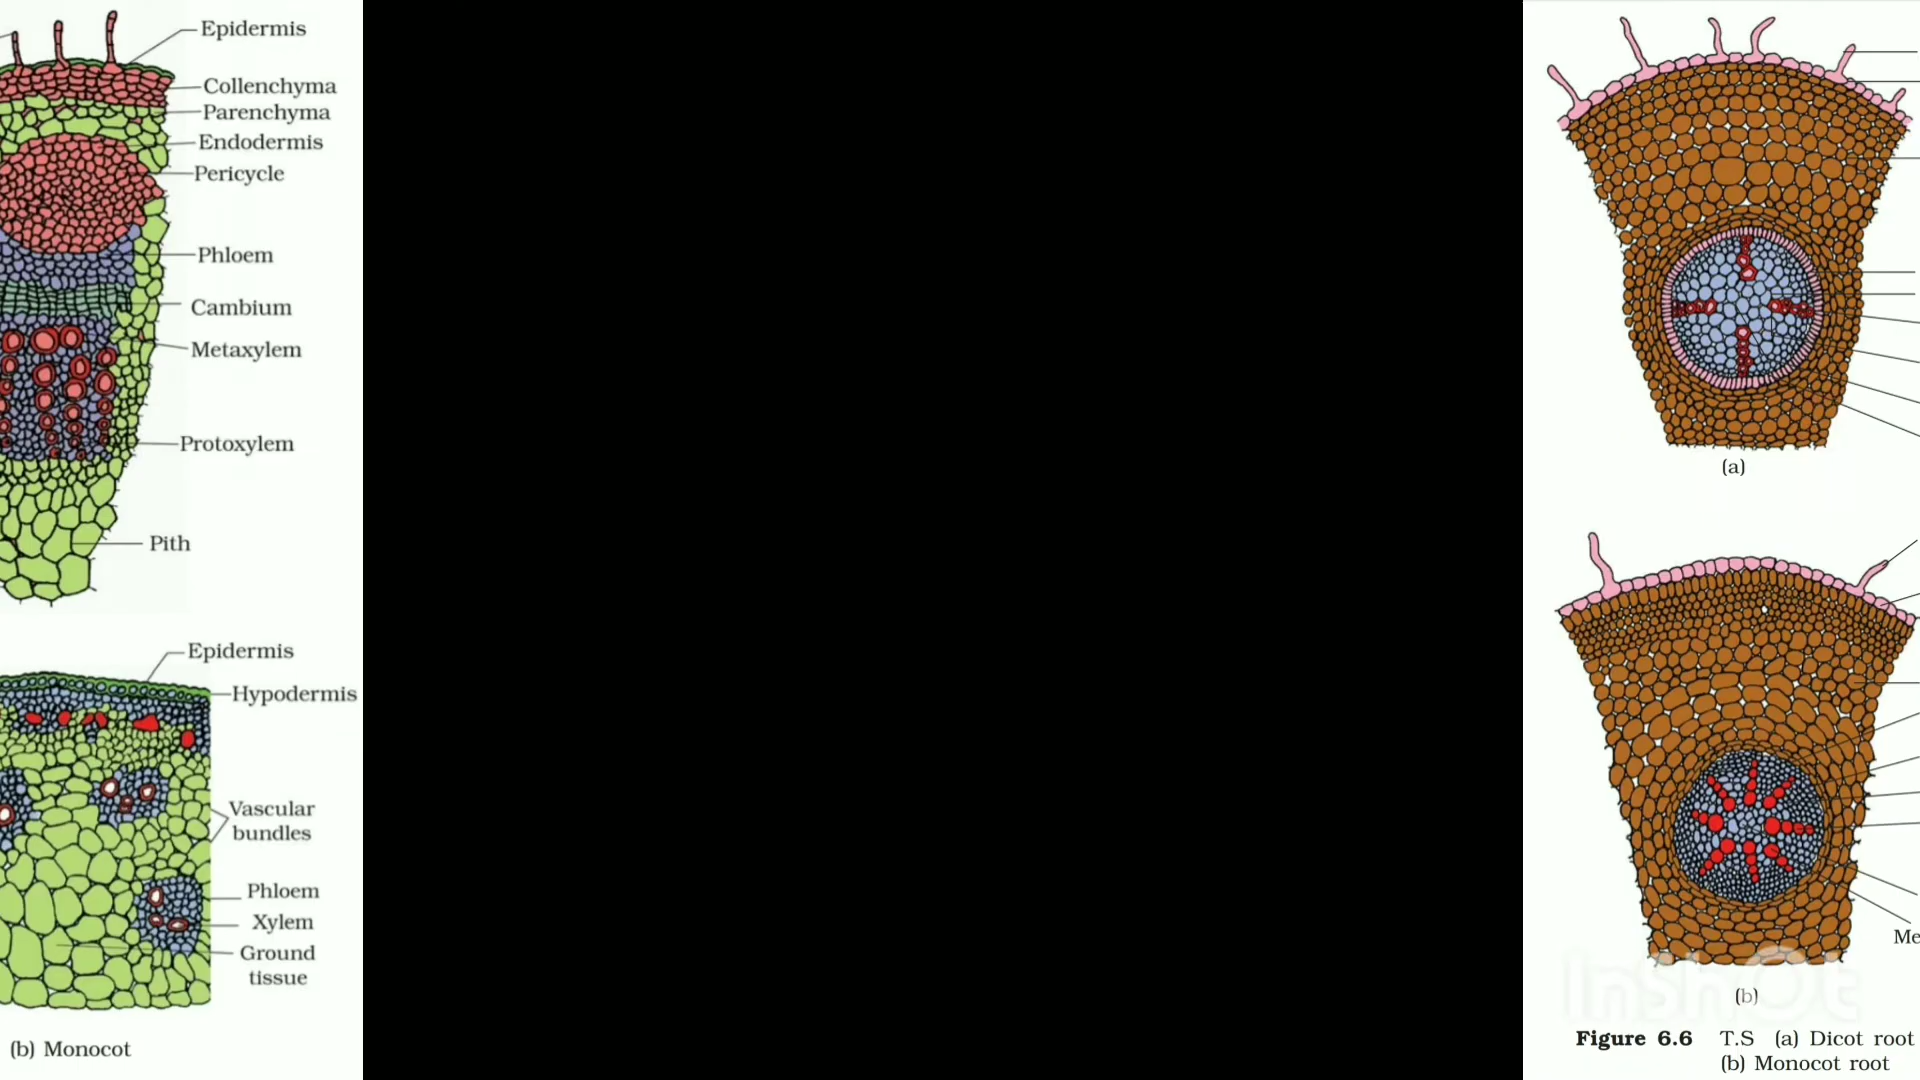 Epidermis
Collenchyma
Parenchyma
Endodermis
Pericycle
Phloem
Cambium
Metaxylem
Protoxylem
Pith
Epidermis
Hypodermis
Vascular
bundles
Phloem
Xylem
Ground
tissue
(b) Monocot
(a)
Me
InshOt
(b)
Figure 6.6 T.S (a) Dicot root
(b) Monocot root